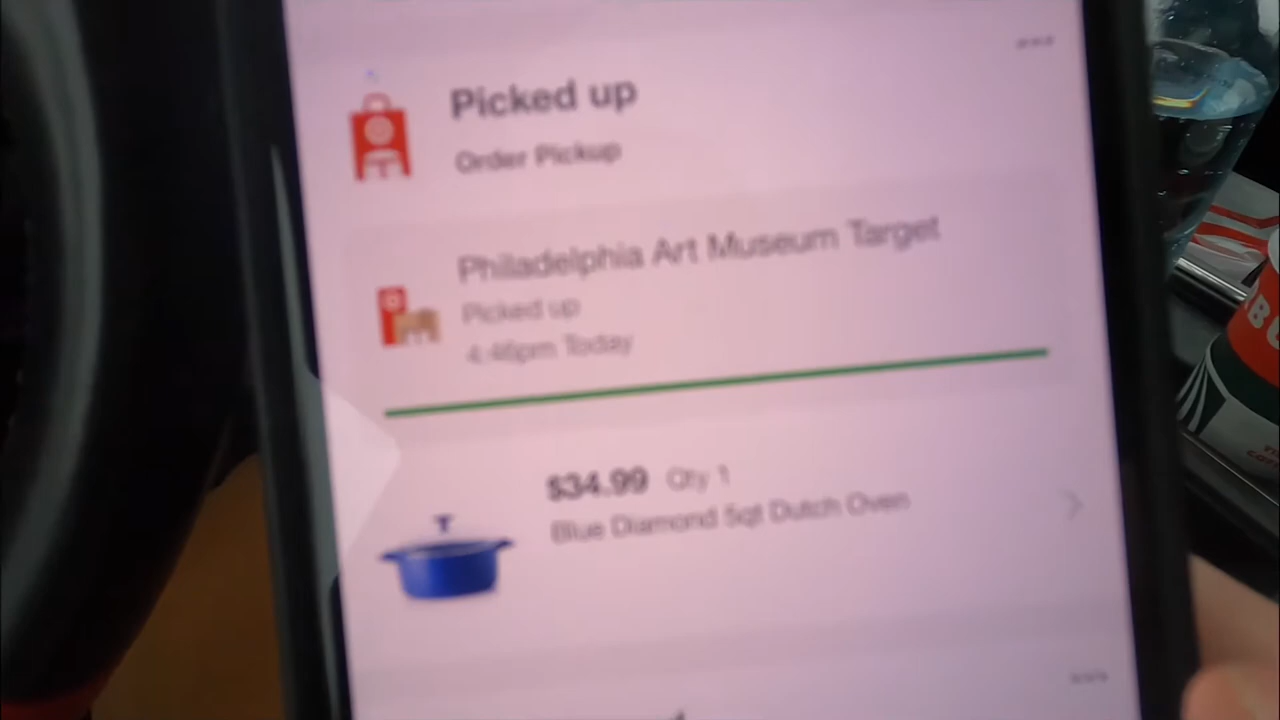 Picked up
Order Pickup
Philadelphia Art Museum Target
Picked up
4:46pm Today
$34.99 Qty 1
Blue Diamond 5qt Dutch Oven